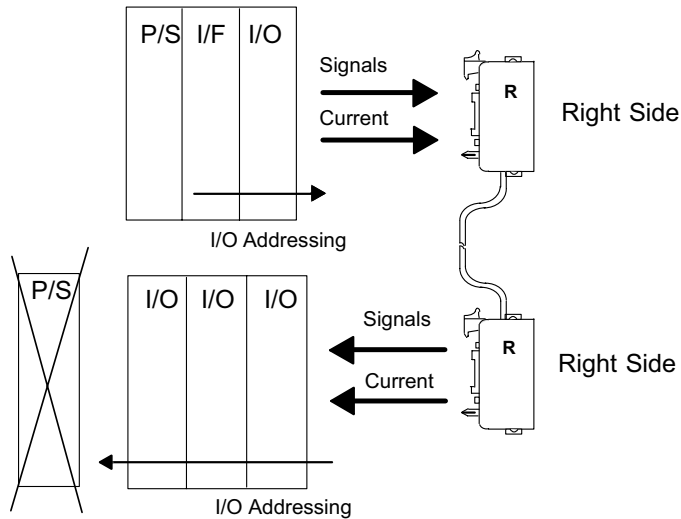 P/S I/F I/O
Signals
Current
R
Right Side
I/O Addressing
P/S
I/O I/O I/O
Signals
Current
R
Right Side
I/O Addressing